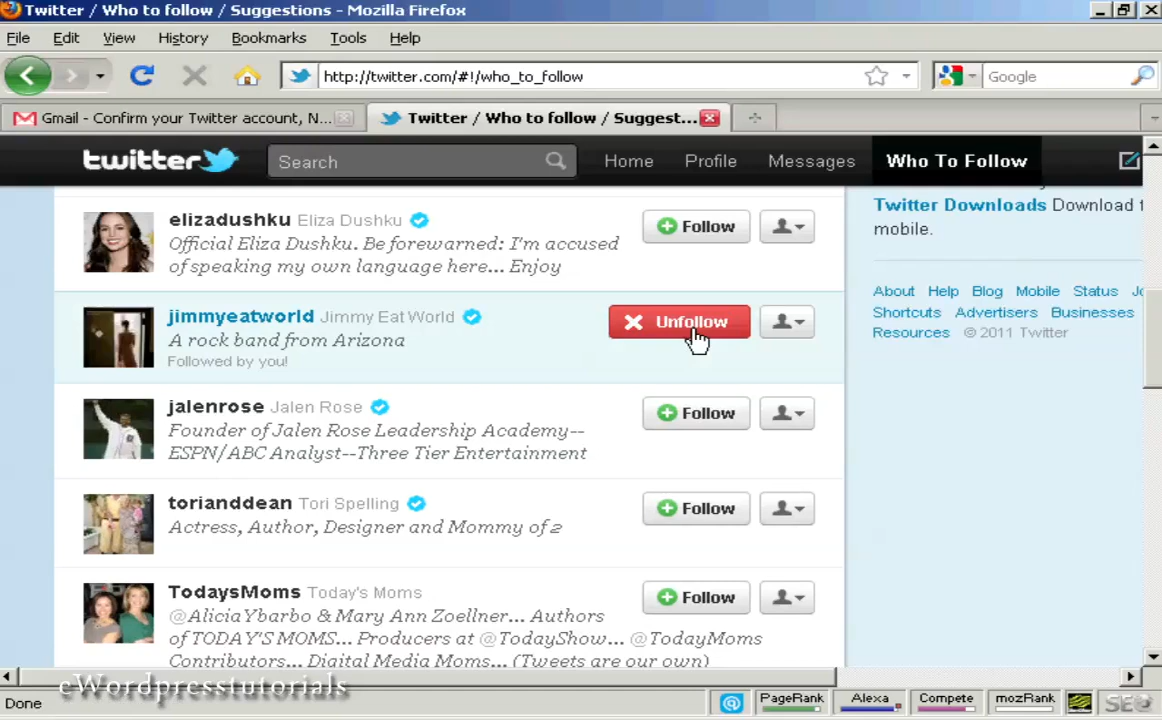 Twitter / Who to follow / Suggestions - Mozilla Firefox
File Edit View History Bookmarks Tools Help
http://twitter.com/#!/who_to_follow Google
Gmail - Confirm your Twitter account, N... Twitter / Who to follow / Suggest...
twitter Search Home Profile Messages Who To Follow
Twitter Downloads Download
mobile.
elizadushku Eliza Dushku Follow
Official Eliza Dushku. Be forewarned: I'm accused
of speaking my own language here... Enjoy
About Help Blog Mobile Status
Shortcuts Advertisers Businesses
Resources © 2011 Twitter
jimmyeatworld Jimmy Eat World Unfollow
A rock band from Arizona
Followed by you!
jalenrose Jalen Rose Follow
Founder of Jalen Rose Leadership Academy--
ESPN/ABC Analyst--Three Tier Entertainment
torianddean Tori Spelling Follow
Actress, Author, Designer and Mommy of 2
TodaysMoms Today's Moms Follow
@AliciaYbarbo & Mary Ann Zoellner... Authors
of TODAY'S MOMS... Producers at @TodayShow... @TodayMoms
Contributors... Digital Media Moms... (Tweets are our own)
eWordpresstutorials
Done PageRank Alexa Compete mozRank SEO